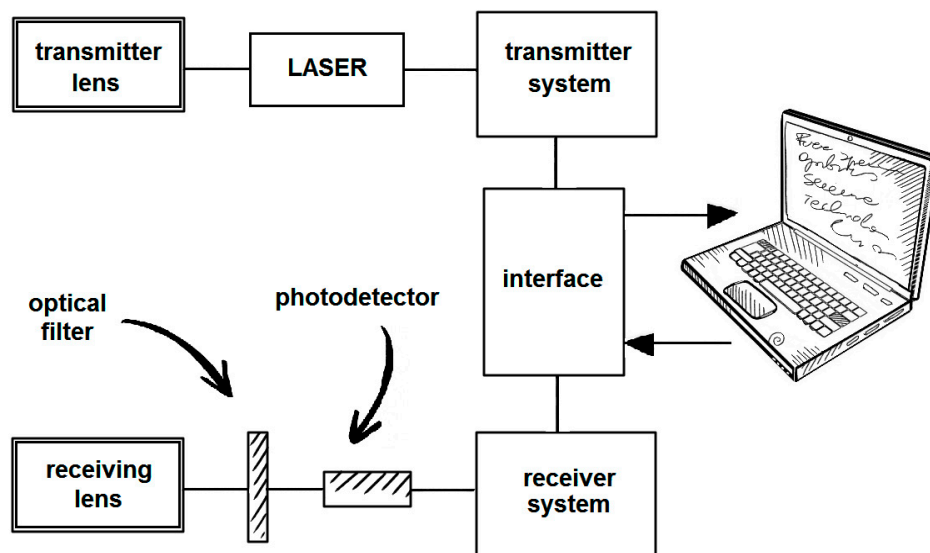 transmitter
lens
LASER
transmitter
system
interface
optical
filter
photodetector
receiving
lens
receiver
system